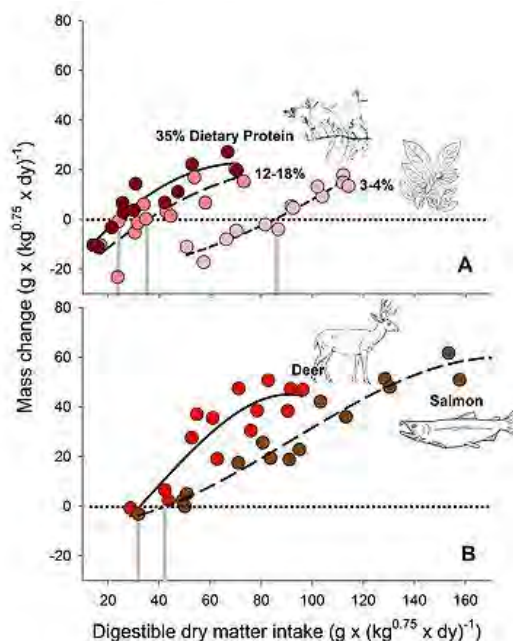 80
60
40
20
0
-20
35% Dietary Protein
12-18%
3-4%
A
Mass change (g x (kg^0.75 x dy)^-1
80
60
40
20
0
-20
Deer
Salmon
B
20 40 60 80 100 120 140 160
Digestible dry matter intake (g x (kg^0.75 x dy)^-1